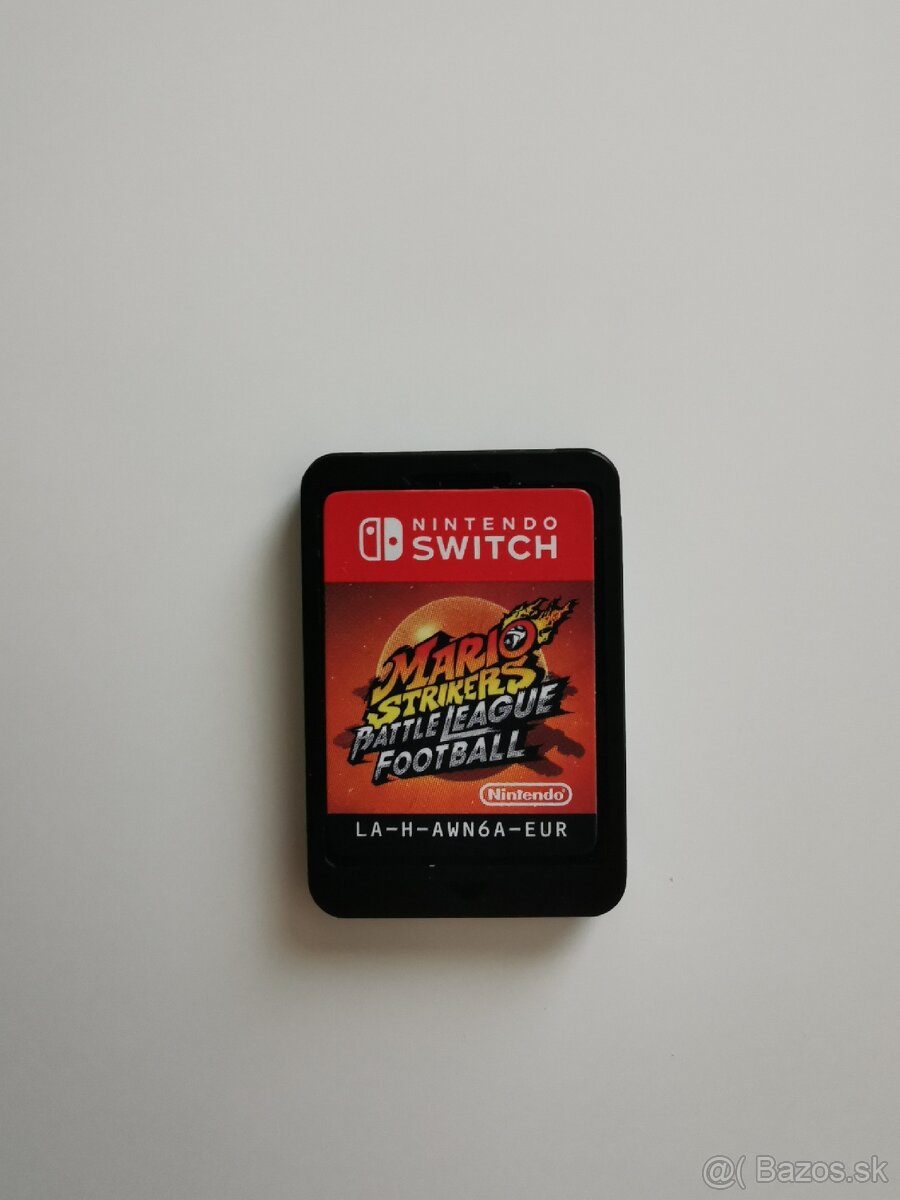 NINTENDO
SWITCH
MARIO
STRIKERS
BATTLE LEAGUE
FOOTBALL
Nintendo
LA-H-AWN6A-EUR
@( Bazos.sk